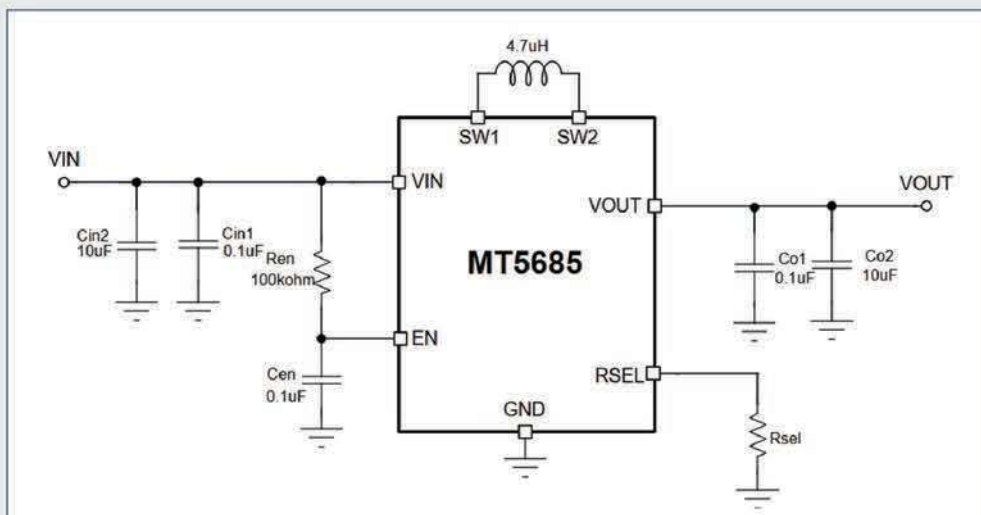 4.7uH
SW1 SW2
VIN
VIN
VOUT
VOUT
Cin2
10uF
Cin1
0.1uF
Ren
100kohm
MT5685
Co1
0.1uF
Co2
10uF
EN
Cen
0.1uF
RSEL
GND
Rsel